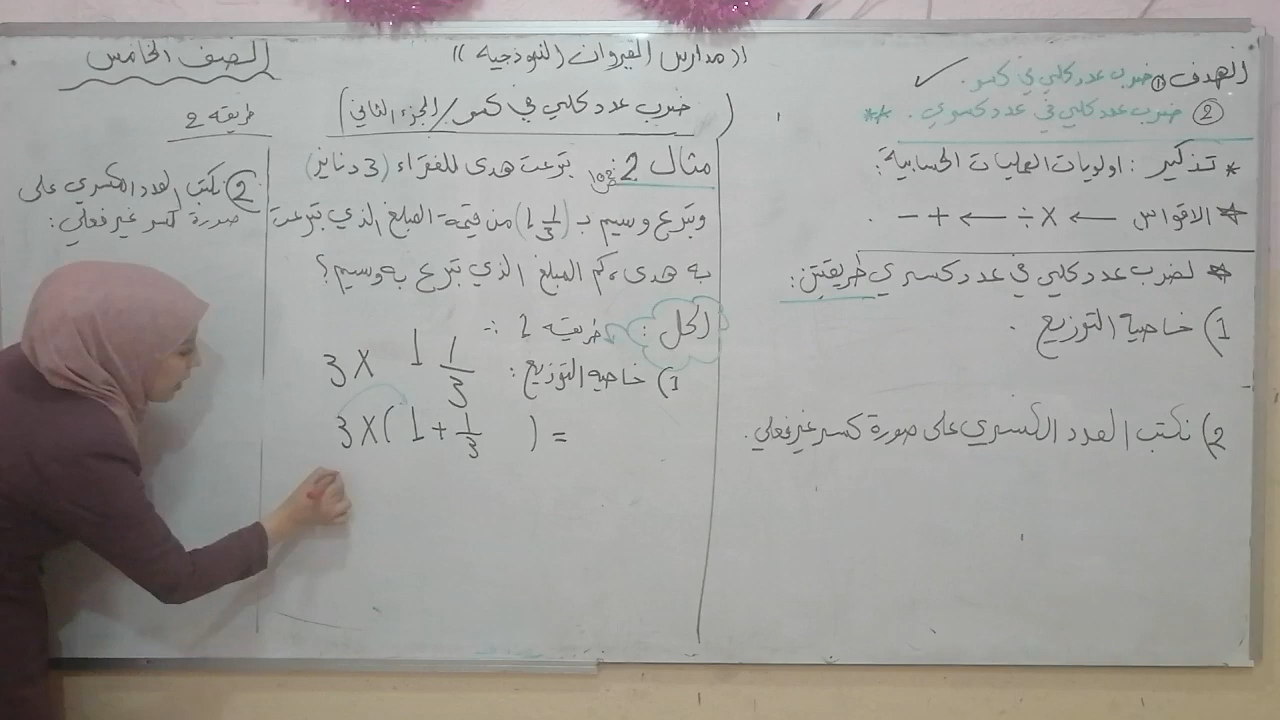 (( مدارس القيروان النموذجية ))
الصف الخامس
ضرب عدد كلي في كسر / (الجزء الثاني)
الهدف: ① ضرب عدد كلي في كسر.
② ضرب عدد كلي في عدد كسري. **
* تذكير : اولويات العمليات الحسابية:
* الاقواس ← × ÷ ← + −
* لضرب عدد كلي في عدد كسري طريقتين:
1) خاصية التوزيع .
2) نكتب العدد الكسري على صورة كسر غير فعلي.
مثال 2 تبرعت هدى للفقراء (3 دنانير)
وتبرع وسيم بـ (1 1/3) من قيمة المبلغ الذي تبرعت
به هدى، كم المبلغ الذي تبرع به وسيم؟
الحل: طريقة 1 :-
1) خاصية التوزيع:
3 × 1 1/3
3 × ( 1 + 1/3 ) =
طريقة 2
2) نكتب العدد الكسري على
صورة كسر غير فعلي: